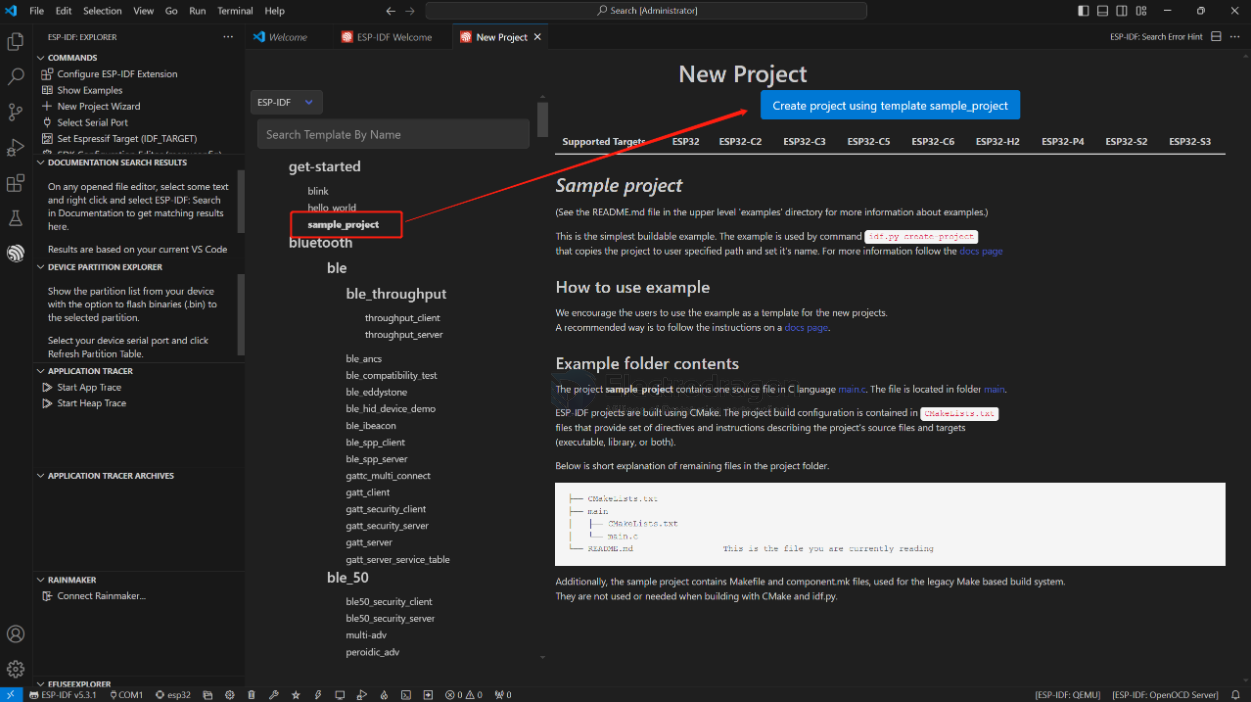 File Edit Selection View Go Run Terminal Help
Search [Administrator]
ESP-IDF: EXPLORER
COMMANDS
Configure ESP-IDF Extension
Show Examples
New Project Wizard
Select Serial Port
Set Espressif Target (IDF_TARGET)
DOCUMENTATION SEARCH RESULTS
On any opened file editor, select some text
and right click and select ESP-IDF: Search
in Documentation to get matching results
here.
Results are based on your current VS Code
DEVICE PARTITION EXPLORER
Show the partition list from your device
with the option to flash binaries (.bin) to
the selected partition.
Select your device serial port and click
Refresh Partition Table.
APPLICATION TRACER
Start App Trace
Start Heap Trace
APPLICATION TRACER ARCHIVES
RAINMAKER
Connect Rainmaker...
EFUSEEXPLORER
Welcome
ESP-IDF Welcome
New Project
ESP-IDF: Search Error Hint
New Project
ESP-IDF
Search Template By Name
get-started
blink
hello_world
sample_project
bluetooth
ble
ble_throughput
throughput_client
throughput_server
ble_ancs
ble_compatibility_test
ble_eddystone
ble_hid_device_demo
ble_ibeacon
ble_spp_client
ble_spp_server
gattc_multi_connect
gatt_client
gatt_security_client
gatt_security_server
gatt_server
gatt_server_service_table
ble_50
ble50_security_client
ble50_security_server
multi-adv
peroidic_adv
Create project using template sample_project
Supported Targets ESP32 ESP32-C2 ESP32-C3 ESP32-C5 ESP32-C6 ESP32-H2 ESP32-P4 ESP32-S2 ESP32-S3
Sample project
(See the README.md file in the upper level 'examples' directory for more information about examples.)
This is the simplest buildable example. The example is used by command idf.py create-project
that copies the project to user specified path and set it's name. For more information follow the docs page
How to use example
We encourage the users to use the example as a template for the new projects.
A recommended way is to follow the instructions on a docs page.
Example folder contents
The project sample_project contains one source file in C language main.c. The file is located in folder main.
ESP-IDF projects are built using CMake. The project build configuration is contained in CMakeLists.txt
files that provide set of directives and instructions describing the project's source files and targets
(executable, library, or both).
Below is short explanation of remaining files in the project folder.
├── CMakeLists.txt
├── main
│   ├── CMakeLists.txt
│   └── main.c
└── README.md This is the file you are currently reading
Additionally, the sample project contains Makefile and component.mk files, used for the legacy Make based build system.
They are not used or needed when building with CMake and idf.py.
ESP-IDF v5.3.1 COM1 esp32 0 0 0 [ESP-IDF: QEMU] [ESP-IDF: OpenOCD Server]